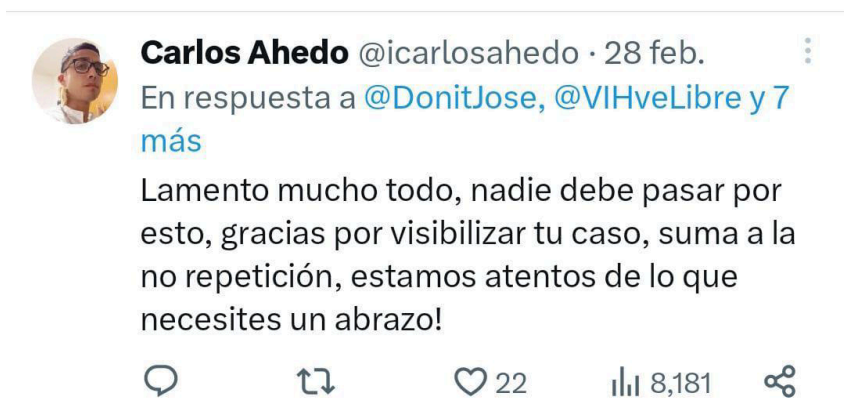 Carlos Ahedo @icarlosahedo · 28 feb.
En respuesta a @DonitJose, @VIHveLibre y 7
más
Lamento mucho todo, nadie debe pasar por
esto, gracias por visibilizar tu caso, suma a la
no repetición, estamos atentos de lo que
necesites un abrazo!
22 8,181